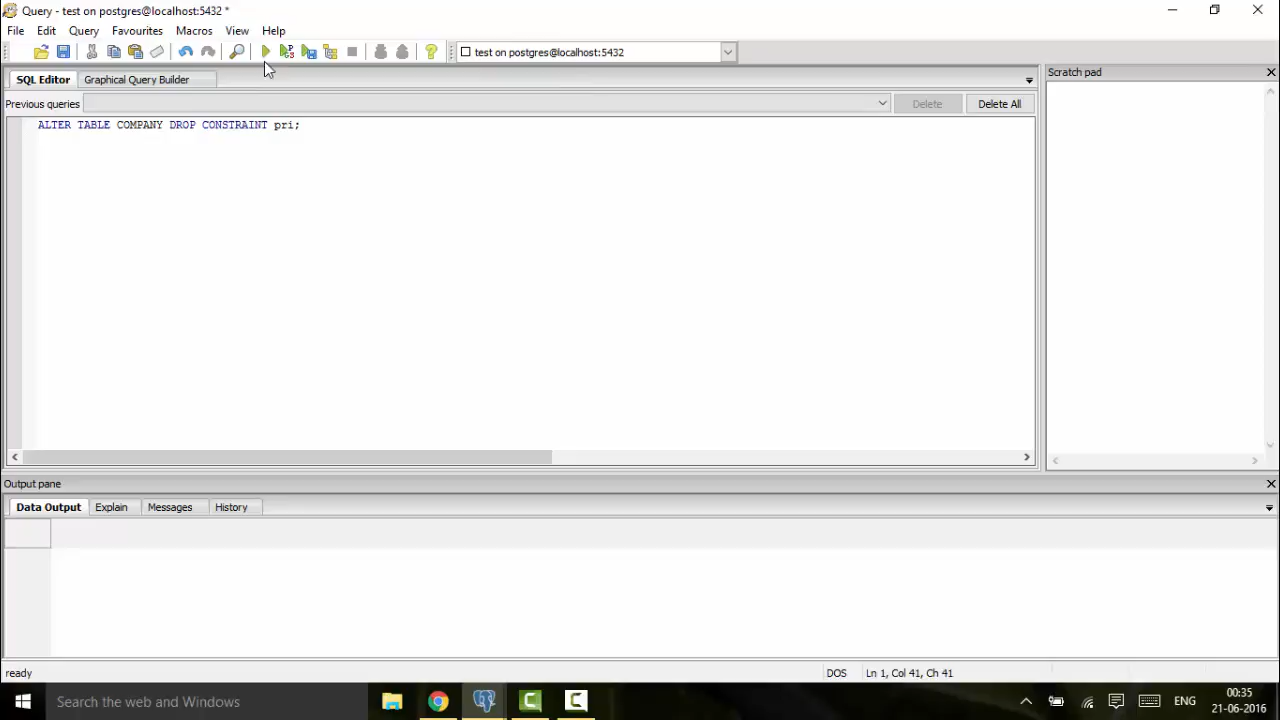 Query - test on postgres@localhost:5432 *
File Edit Query Favourites Macros View Help
test on postgres@localhost:5432
SQL Editor Graphical Query Builder
Scratch pad
Previous queries Delete Delete All
ALTER TABLE COMPANY DROP CONSTRAINT pri;
Output pane
Data Output Explain Messages History
ready DOS Ln 1, Col 41, Ch 41
Search the web and Windows
ENG
00:35
21-06-2016